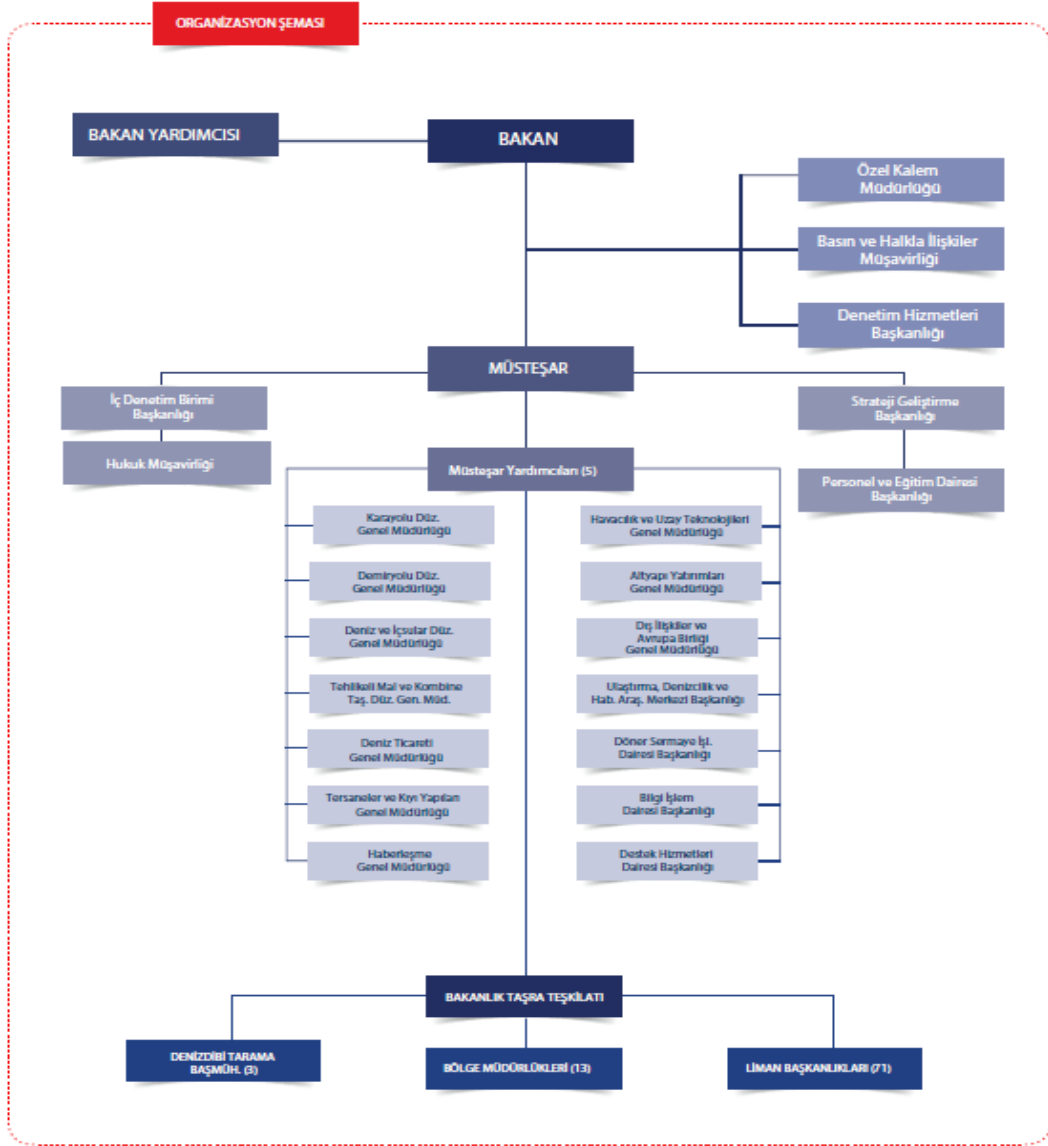 ORGANİZASYON ŞEMASI
BAKAN YARDIMCISI
BAKAN
Özel Kalem
Müdürlüğü
Basın ve Halkla İlişkiler
Müşavirliği
Denetim Hizmetleri
Başkanlığı
MÜSTEŞAR
İç Denetim Birimi
Başkanlığı
Hukuk Müşavirliği
Strateji Geliştirme
Başkanlığı
Personel ve Eğitim Dairesi
Başkanlığı
Müsteşar Yardımcıları (5)
Karayolu Düz.
Genel Müdürlüğü
Demiryolu Düz.
Genel Müdürlüğü
Deniz ve İçsular Düz.
Genel Müdürlüğü
Tehlikeli Mal ve Kombine
Taş. Düz. Gen. Müd.
Deniz Ticareti
Genel Müdürlüğü
Tersaneler ve Kıyı Yapıları
Genel Müdürlüğü
Haberleşme
Genel Müdürlüğü
Havacılık ve Uzay Teknolojileri
Genel Müdürlüğü
Altyapı Yatırımları
Genel Müdürlüğü
Dış İlişkiler ve
Avrupa Birliği
Genel Müdürlüğü
Ulaştırma, Denizcilik ve
Hab. Araş. Merkezi Başkanlığı
Döner Sermaye İşl.
Dairesi Başkanlığı
Bilgi İşlem
Dairesi Başkanlığı
Destek Hizmetleri
Dairesi Başkanlığı
BAKANLIK TAŞRA TEŞKİLATI
DENİZDİBİ TARAMA
BAŞMÜH. (3)
BÖLGE MÜDÜRLÜKLERİ (13)
LİMAN BAŞKANLIKLARI (71)